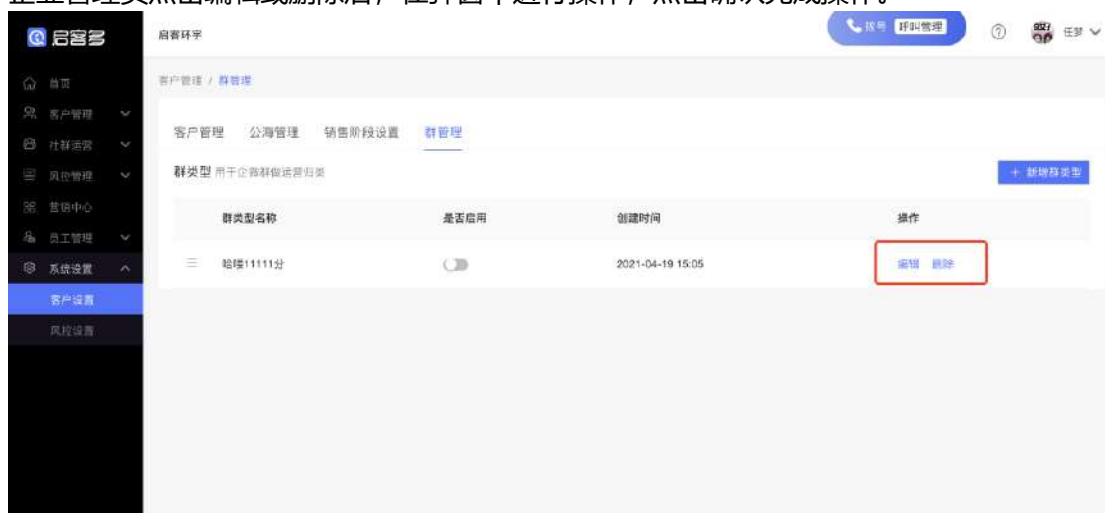 企业管理员点击编辑或删除后，在弹窗中进行操作，点击确认完成操作。
启客多
启客环宇
拨号 呼叫管理
任梦
首页
客户管理 / 群管理
客户管理
社群运营
风控管理
营销中心
员工管理
系统设置
客户设置
风控设置
客户管理 公海管理 销售阶段设置 群管理
群类型 用于企微群做运营归类
+ 新增群类型
群类型名称 是否启用 创建时间 操作
哈喽11111分 2021-04-19 15:05 编辑 删除